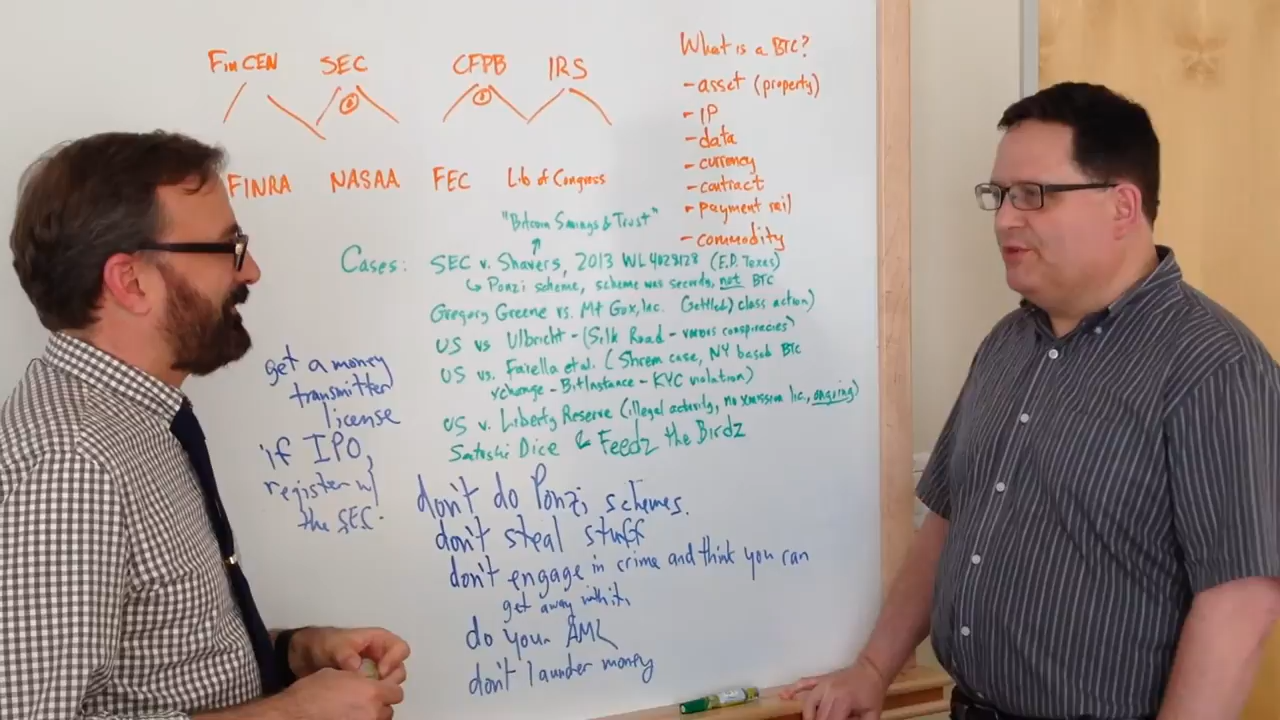 FinCEN SEC CFPB IRS
FINRA NASAA FEC Lib of Congress
What is a BTC?
- asset (property)
- IP
- data
- currency
- contract
- payment rail
- commodity
"Bitcoin Savings & Trust"
Cases: SEC v. Shavers, 2013 WL 4028128 (E.D. Texas)
↳ Ponzi scheme, scheme was security, not BTC
Gregory Greene vs. Mt Gox, Inc. (settled, class action)
US vs Ulbricht - (Silk Road - various conspiracies)
US vs. Faiella et al. (Shrem case, NY based BTC
xchange - BitInstance - KYC violation)
US v. Liberty Reserve (illegal activity, no xmission lic., ongoing)
Satoshi Dice & Feedz the Birdz
get a money
transmitter
license
if IPO,
register w/
the SEC.
don't do Ponzi schemes.
don't steal stuff
don't engage in crime and think you can
get away with it,
do your AML
don't launder money